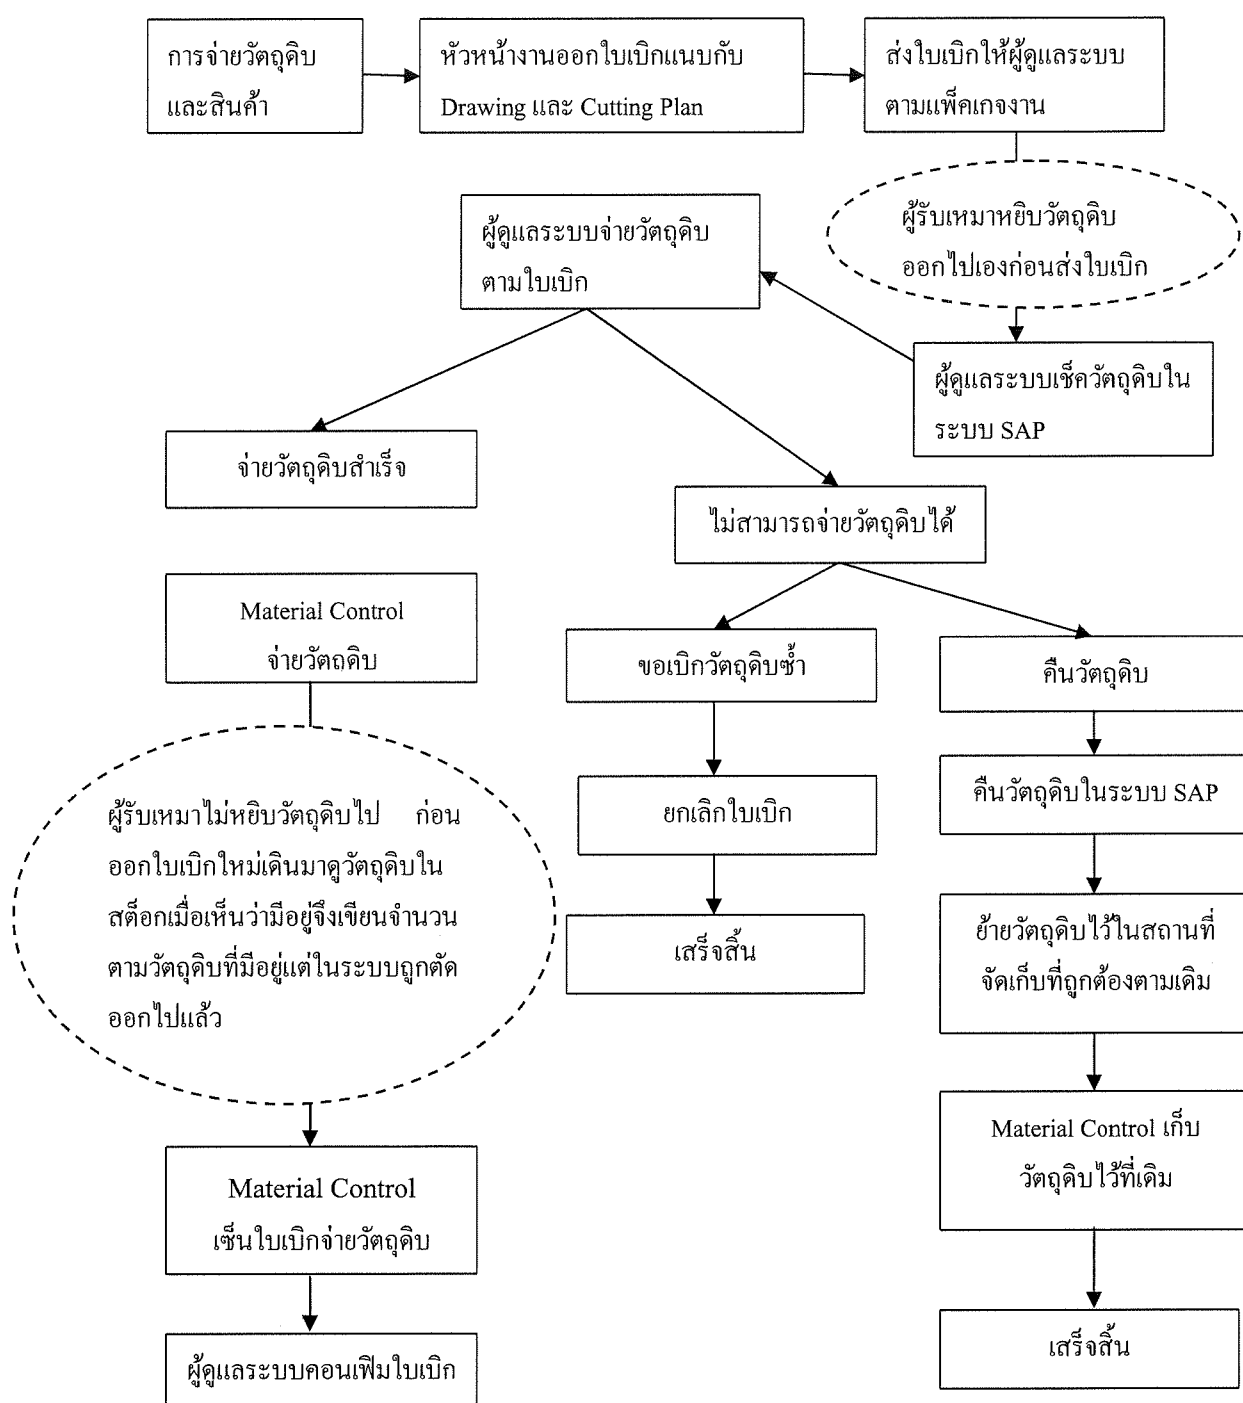 การจ่ายวัตถุดิบ
และสินค้า
หัวหน้างานออกใบเบิกแนบกับ
Drawing และ Cutting Plan
ส่งใบเบิกให้ผู้ดูแลระบบ
ตามแพ็คเกจงาน
ผู้รับเหมาหยิบวัตถุดิบ
ออกไปเองก่อนส่งใบเบิก
ผู้ดูแลระบบจ่ายวัตถุดิบ
ตามใบเบิก
ผู้ดูแลระบบเช็ควัตถุดิบใน
ระบบ SAP
จ่ายวัตถุดิบสำเร็จ
ไม่สามารถจ่ายวัตถุดิบได้
Material Control
จ่ายวัตถดิบ
ขอเบิกวัตถุดิบซ้ำ
คืนวัตถุดิบ
คืนวัตถุดิบในระบบ SAP
ยกเลิกใบเบิก
ผู้รับเหมาไม่หยิบวัตถุดิบไป ก่อน
ออกใบเบิกใหม่เดินมาดูวัตถุดิบใน
สต็อกเมื่อเห็นว่ามีอยู่จึงเขียนจำนวน
ตามวัตถุดิบที่มีอยู่แต่ในระบบถูกตัด
ออกไปแล้ว
เสร็จสิ้น
ย้ายวัตถุดิบไว้ในสถานที่
จัดเก็บที่ถูกต้องตามเดิม
Material Control เก็บ
วัตถุดิบไว้ที่เดิม
Material Control
เซ็นใบเบิกจ่ายวัตถุดิบ
เสร็จสิ้น
ผู้ดูแลระบบคอนเฟิมใบเบิก